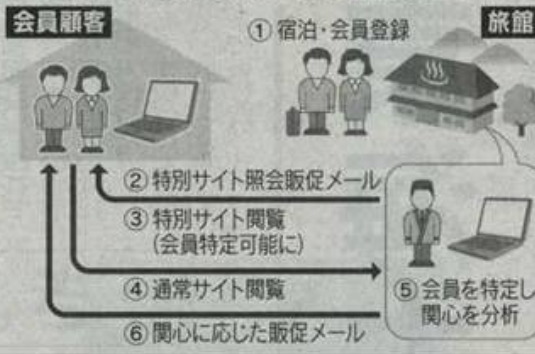 会員顧客
① 宿泊・会員登録
旅館
② 特別サイト照会販促メール
③ 特別サイト閲覧
(会員特定可能に)
④ 通常サイト閲覧
⑤ 会員を特定し
関心を分析
⑥ 関心に応じた販促メール